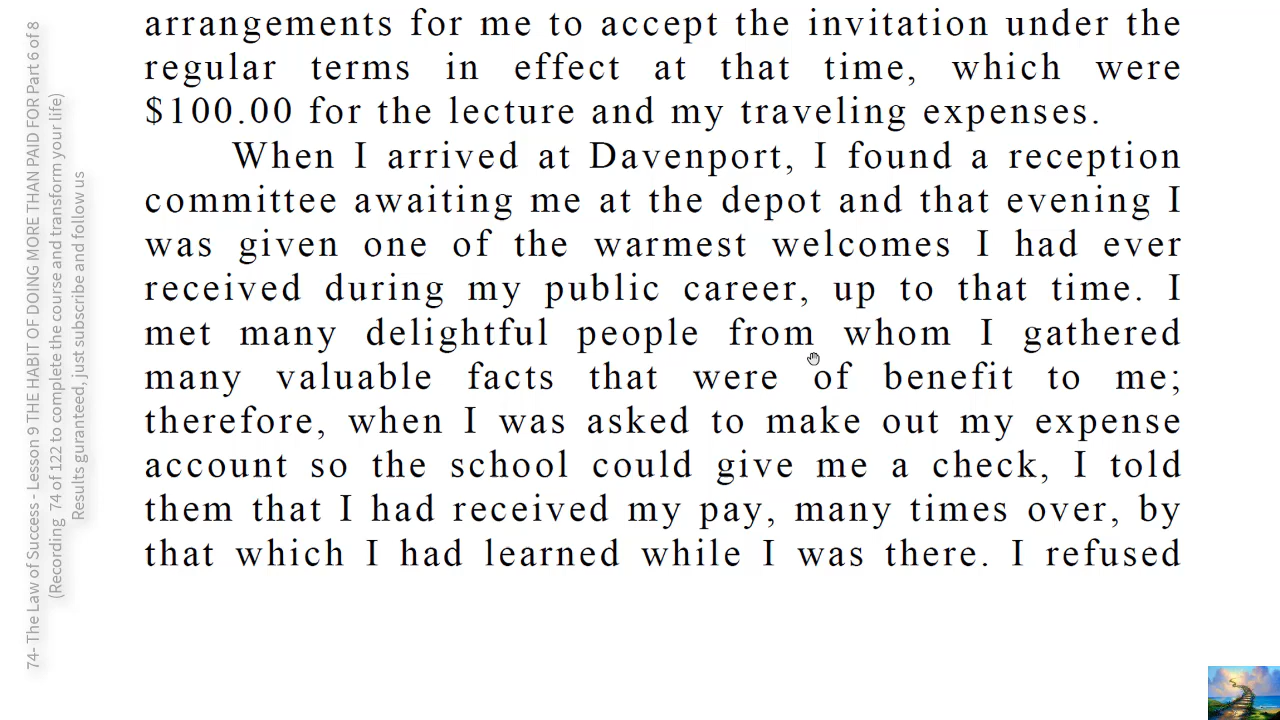 arrangements for me to accept the invitation under the
regular terms in effect at that time, which were
$100.00 for the lecture and my traveling expenses.
When I arrived at Davenport, I found a reception
committee awaiting me at the depot and that evening I
was given one of the warmest welcomes I had ever
received during my public career, up to that time. I
met many delightful people from whom I gathered
many valuable facts that were of benefit to me;
therefore, when I was asked to make out my expense
account so the school could give me a check, I told
them that I had received my pay, many times over, by
that which I had learned while I was there. I refused
74- The Law of Success - Lesson 9 THE HABIT OF DOING MORE THAN PAID FOR Part 6 of 8
(Recording 74 of 122 to complete the course and transform your life)
Results guranteed, just subscribe and follow us